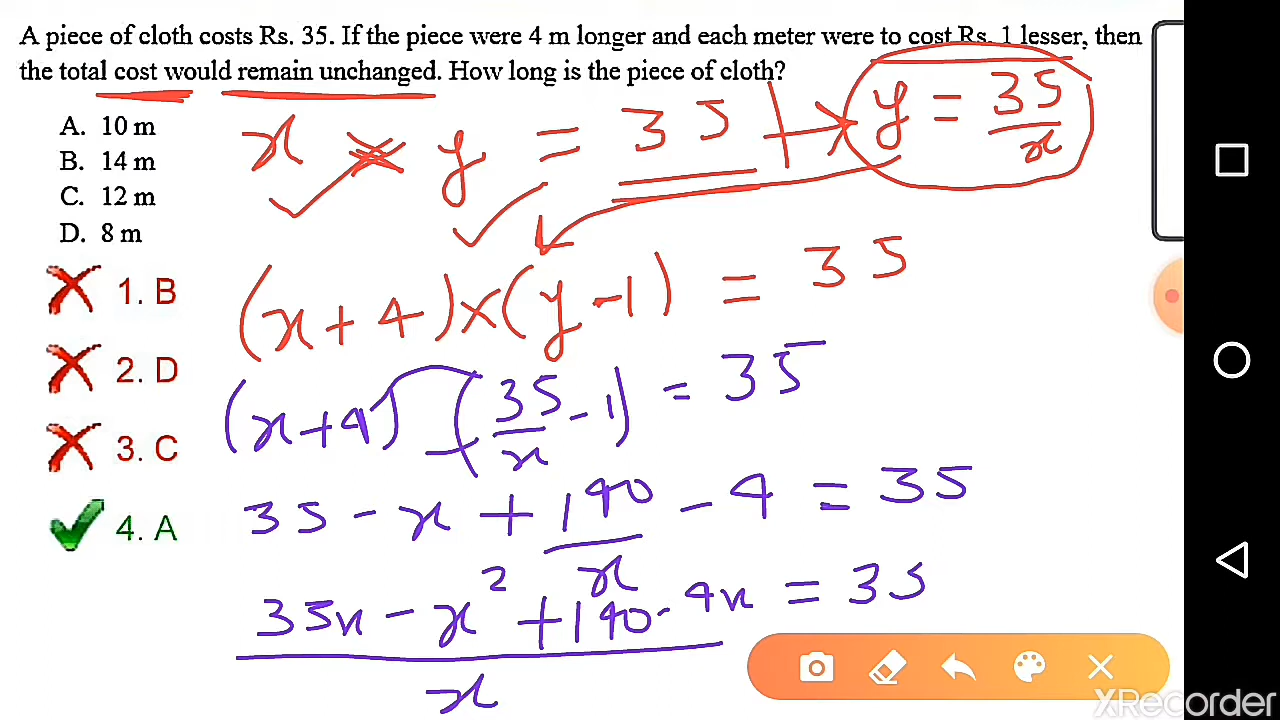 A piece of cloth costs Rs. 35. If the piece were 4 m longer and each meter were to cost Rs. 1 lesser, then
the total cost would remain unchanged. How long is the piece of cloth?
A. 10 m
B. 14 m
C. 12 m
D. 8 m
x × y = 35 | → y = 35/x
1. B
(x+4)×(y-1) = 35
2. D
(x+4)(35/x - 1) = 35
3. C
35 - x + 140/x - 4 = 35
4. A
(35x - x² + 140 - 4x)/x = 35
XRecorder